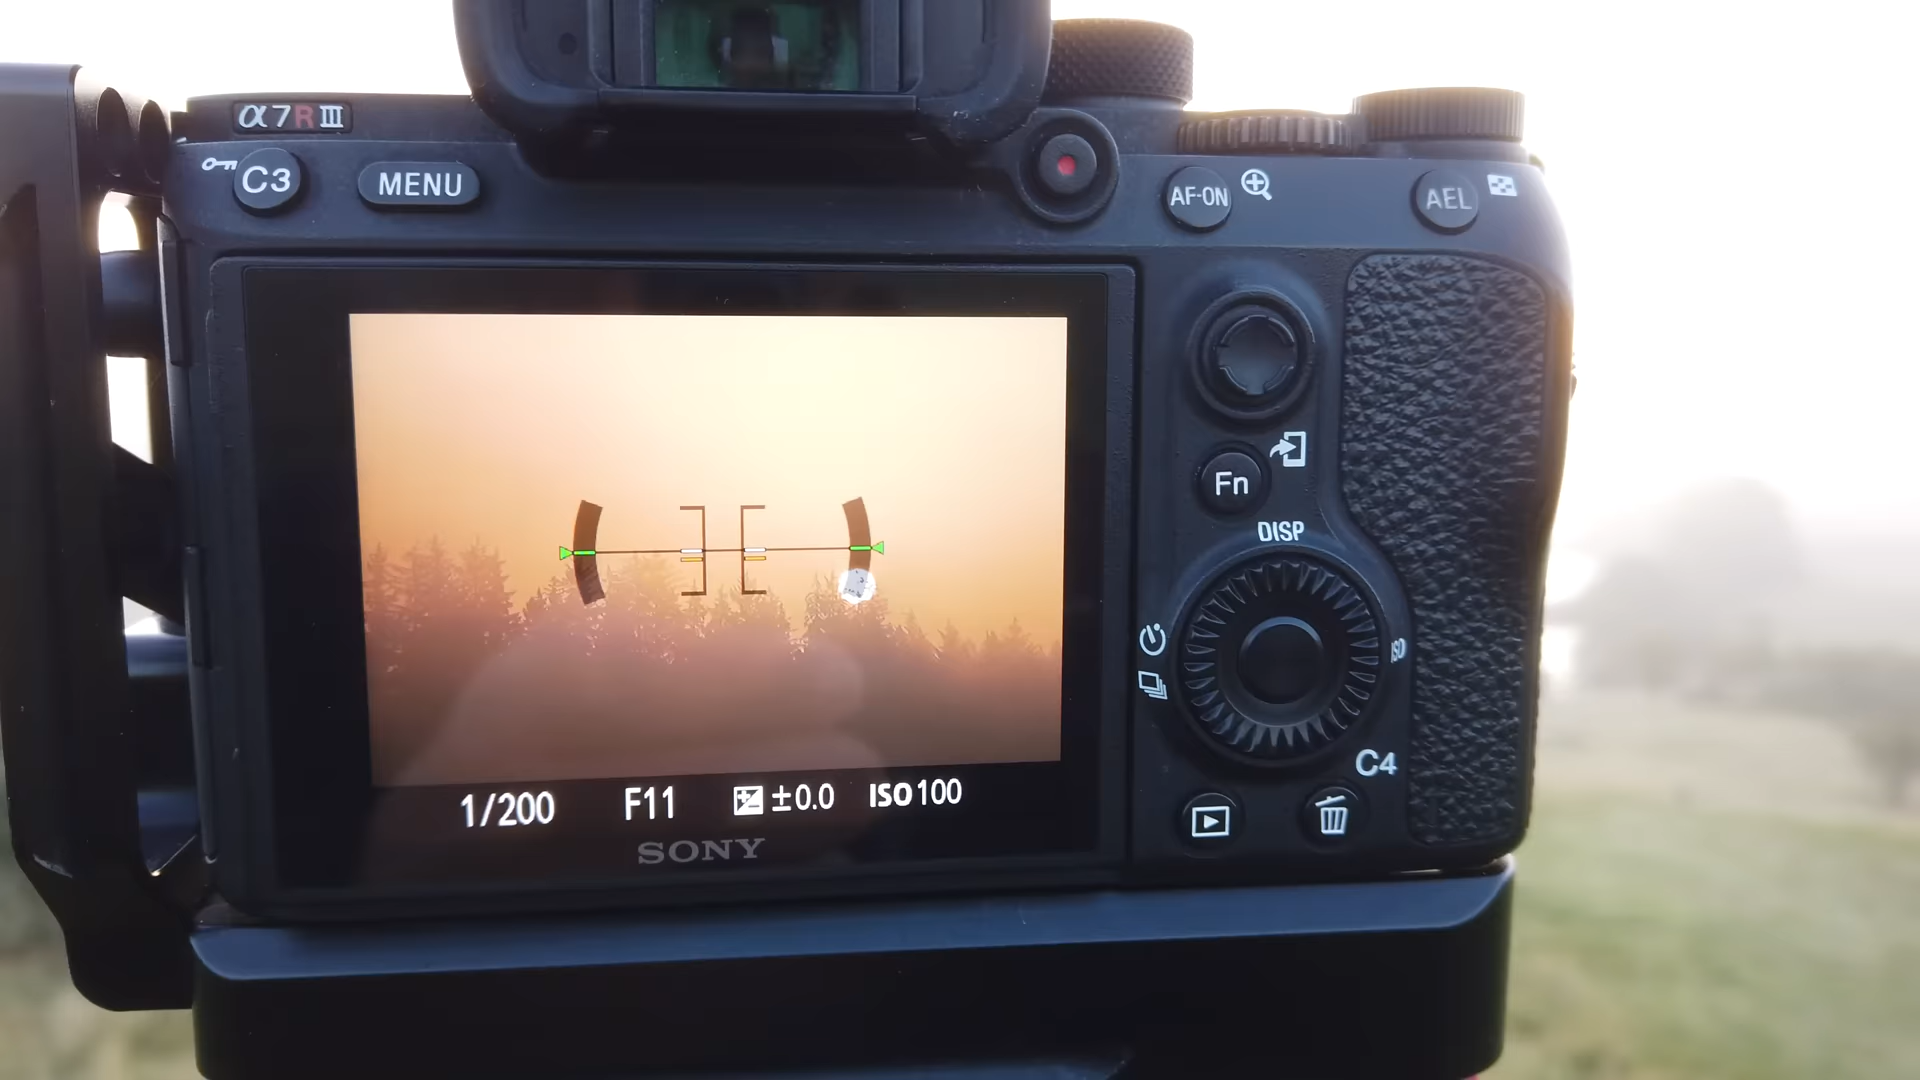 α7RIII
C3
MENU
AF-ON
AEL
Fn
DISP
ISO
C4
1/200 F11 ±0.0 ISO100
SONY